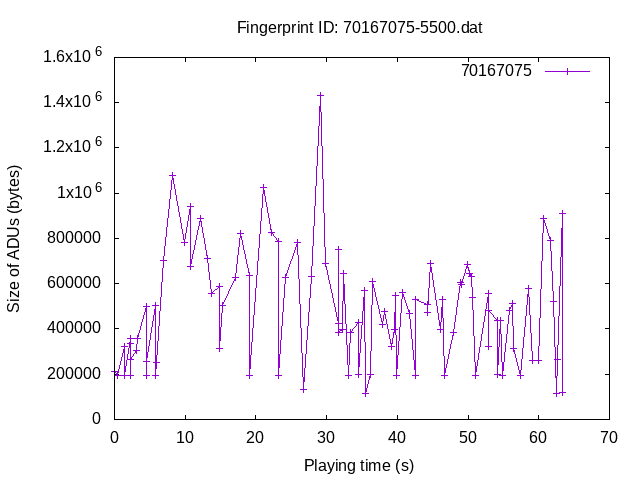 Fingerprint ID: 70167075-5500.dat
70167075
Size of ADUs (bytes)
1.6x10^6
1.4x10^6
1.2x10^6
1x10^6
800000
600000
400000
200000
0
0 10 20 30 40 50 60 70
Playing time (s)